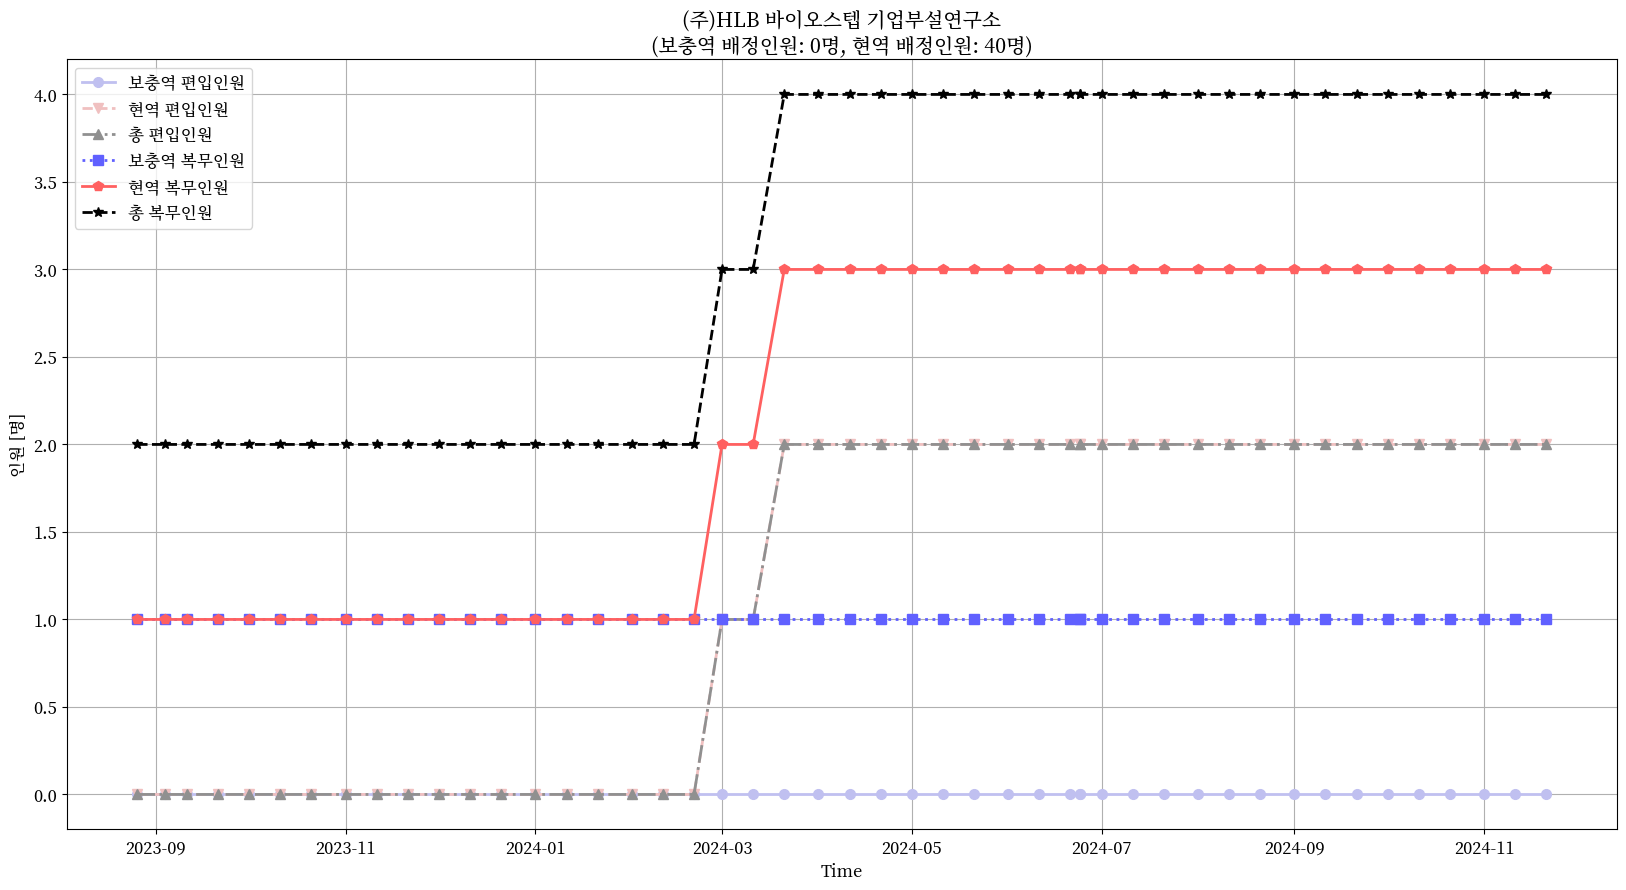 (주)HLB 바이오스텝 기업부설연구소
(보충역 배정인원: 0명, 현역 배정인원: 40명)
보충역 편입인원
현역 편입인원
총 편입인원
보충역 복무인원
현역 복무인원
총 복무인원
4.0
3.5
3.0
2.5
2.0
1.5
1.0
0.5
0.0
인원 [명]
2023-09
2023-11
2024-01
2024-03
2024-05
2024-07
2024-09
2024-11
Time